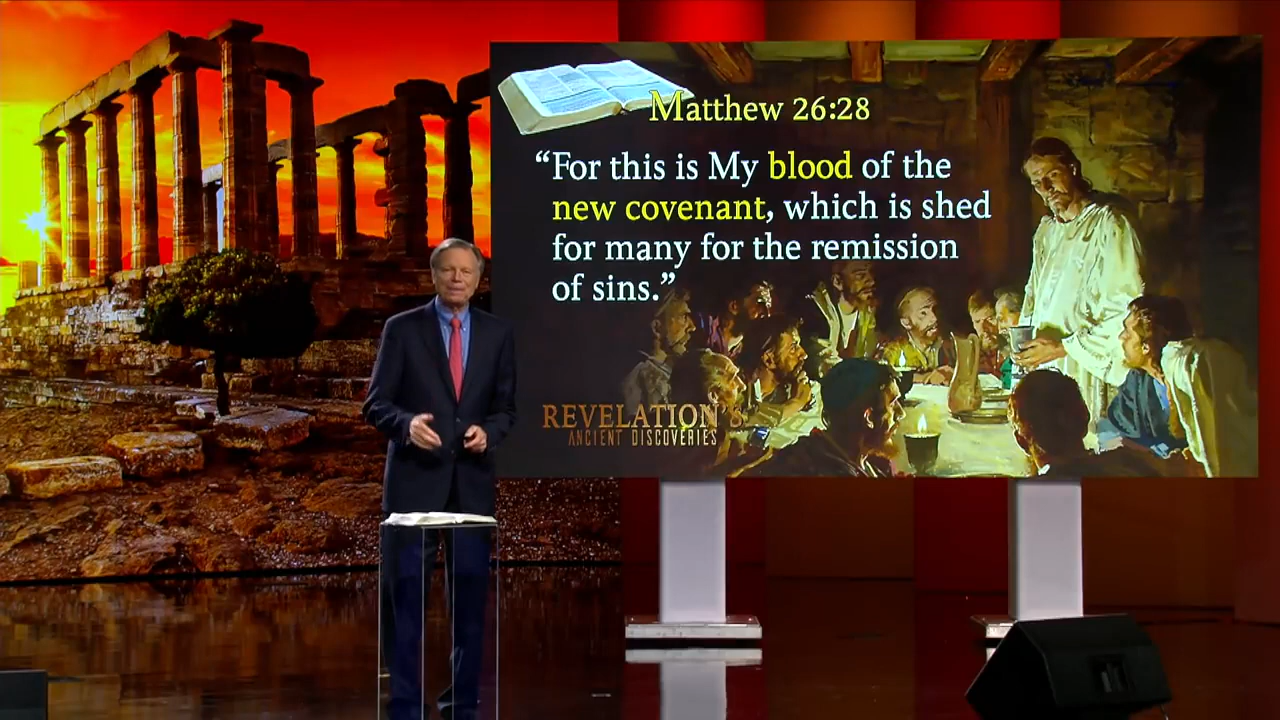 Matthew 26:28
“For this is My blood of the
new covenant, which is shed
for many for the remission
of sins.”
REVELATION’S
ANCIENT DISCOVERIES